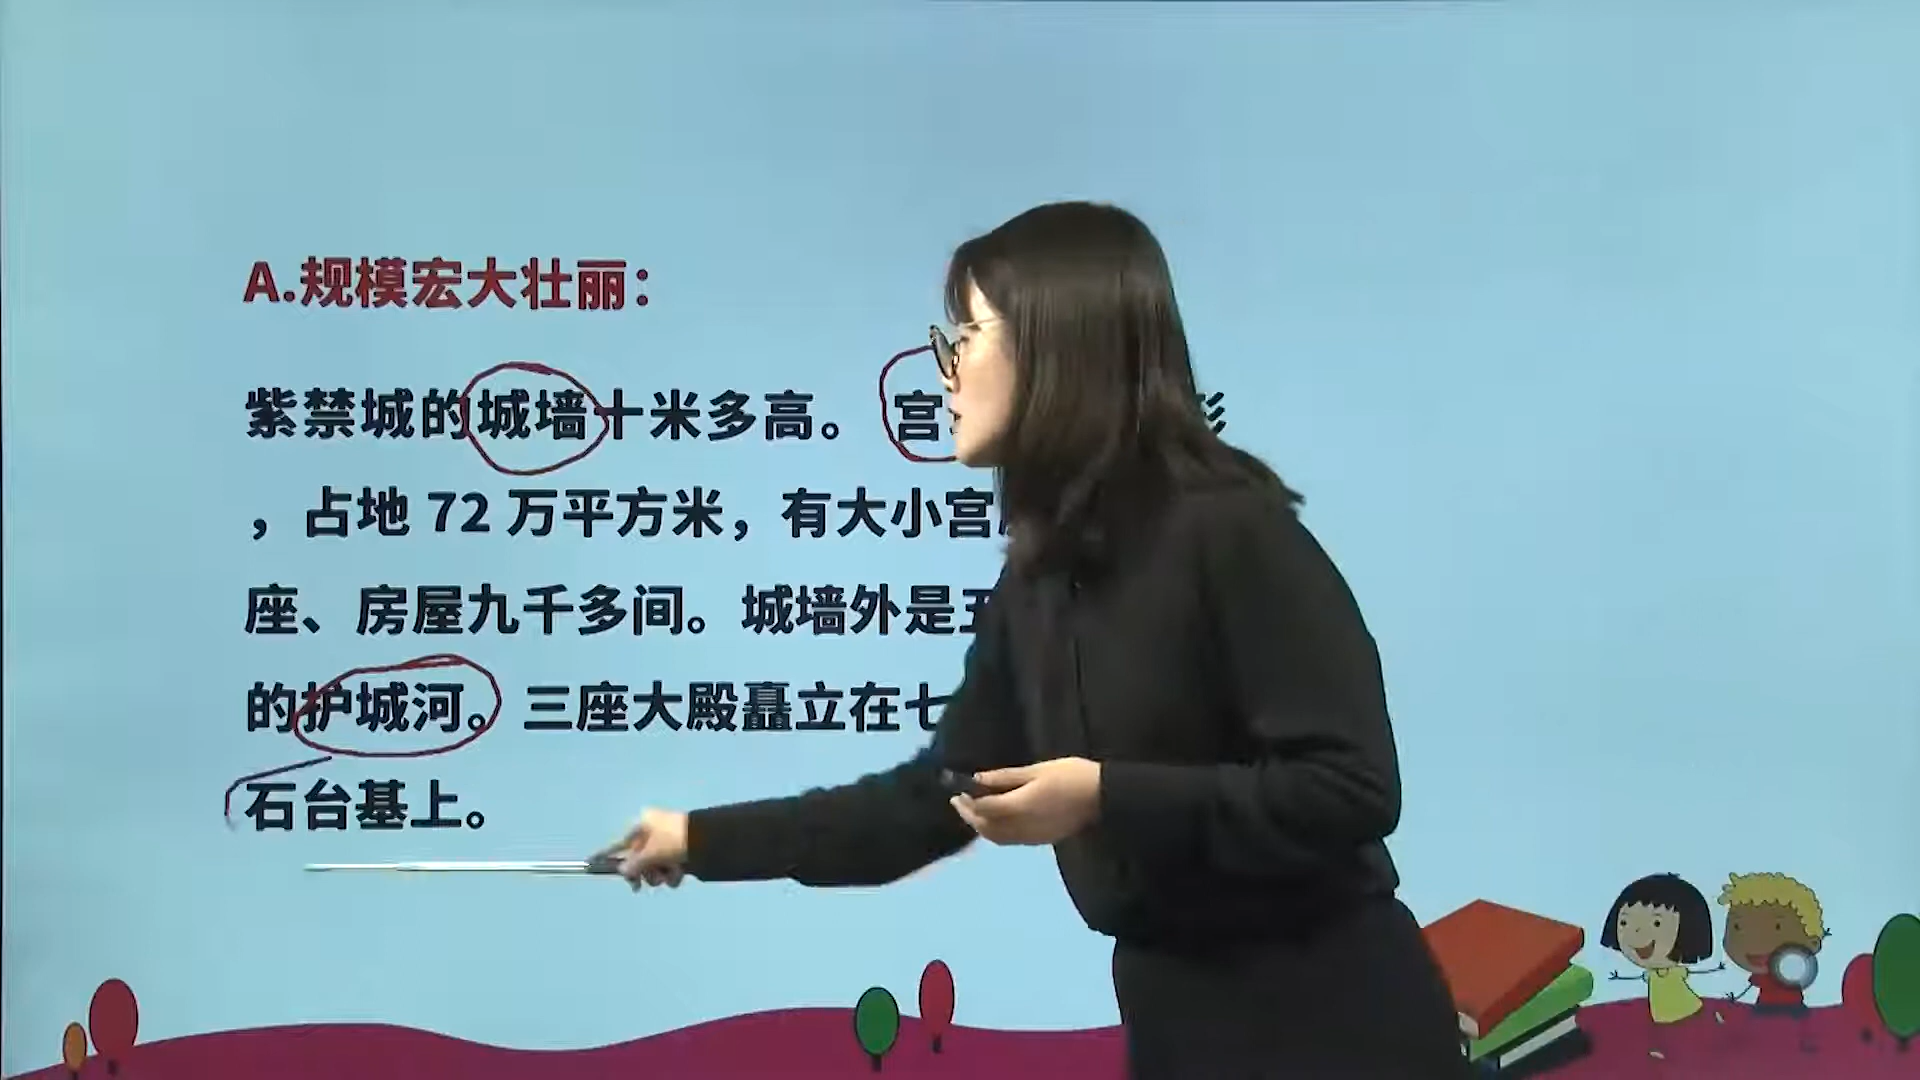 A.规模宏大壮丽：
紫禁城的城墙十米多高。宫
，占地 72 万平方米，有大小宫
座、房屋九千多间。城墙外是五
的护城河。三座大殿矗立在七
石台基上。